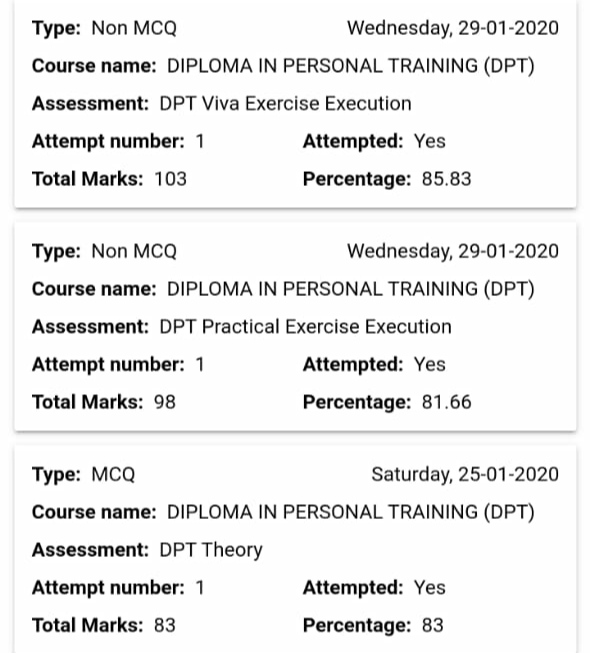 Type: Non MCQ Wednesday, 29-01-2020
Course name: DIPLOMA IN PERSONAL TRAINING (DPT)
Assessment: DPT Viva Exercise Execution
Attempt number: 1 Attempted: Yes
Total Marks: 103 Percentage: 85.83
Type: Non MCQ Wednesday, 29-01-2020
Course name: DIPLOMA IN PERSONAL TRAINING (DPT)
Assessment: DPT Practical Exercise Execution
Attempt number: 1 Attempted: Yes
Total Marks: 98 Percentage: 81.66
Type: MCQ Saturday, 25-01-2020
Course name: DIPLOMA IN PERSONAL TRAINING (DPT)
Assessment: DPT Theory
Attempt number: 1 Attempted: Yes
Total Marks: 83 Percentage: 83